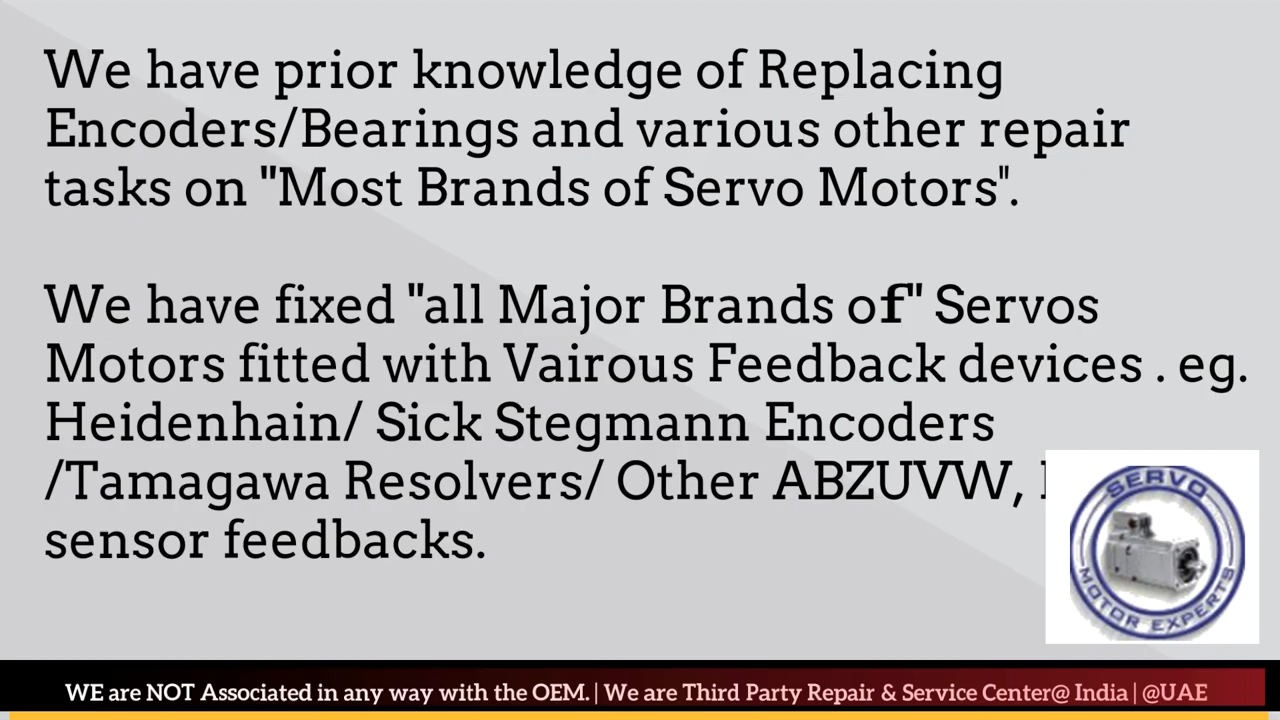 We have prior knowledge of Replacing
Encoders/Bearings and various other repair
tasks on "Most Brands of Servo Motors".
We have fixed "all Major Brands of" Servos
Motors fitted with Vairous Feedback devices . eg.
Heidenhain/ Sick Stegmann Encoders
/Tamagawa Resolvers/ Other ABZUVW,
sensor feedbacks.
SERVO
MOTOR EXPERTS
WE are NOT Associated in any way with the OEM. | We are Third Party Repair & Service Center@ India | @UAE